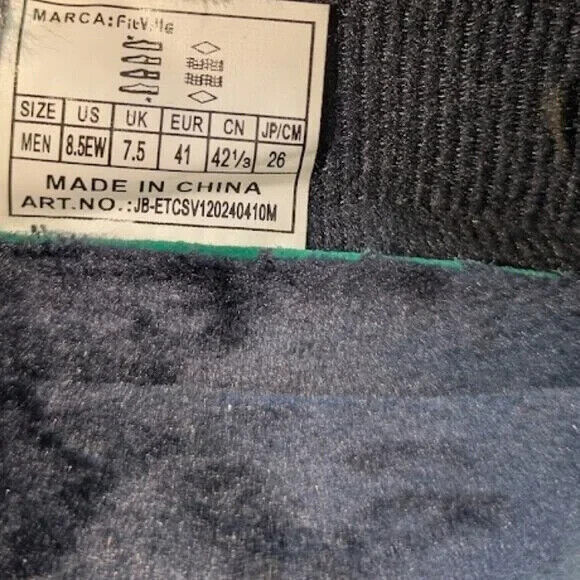 MARCA:FitVille
SIZE US UK EUR CN JP/CM
MEN 8.5EW 7.5 41 42⅓ 26
MADE IN CHINA
ART.NO.:JB-ETCSV120240410M